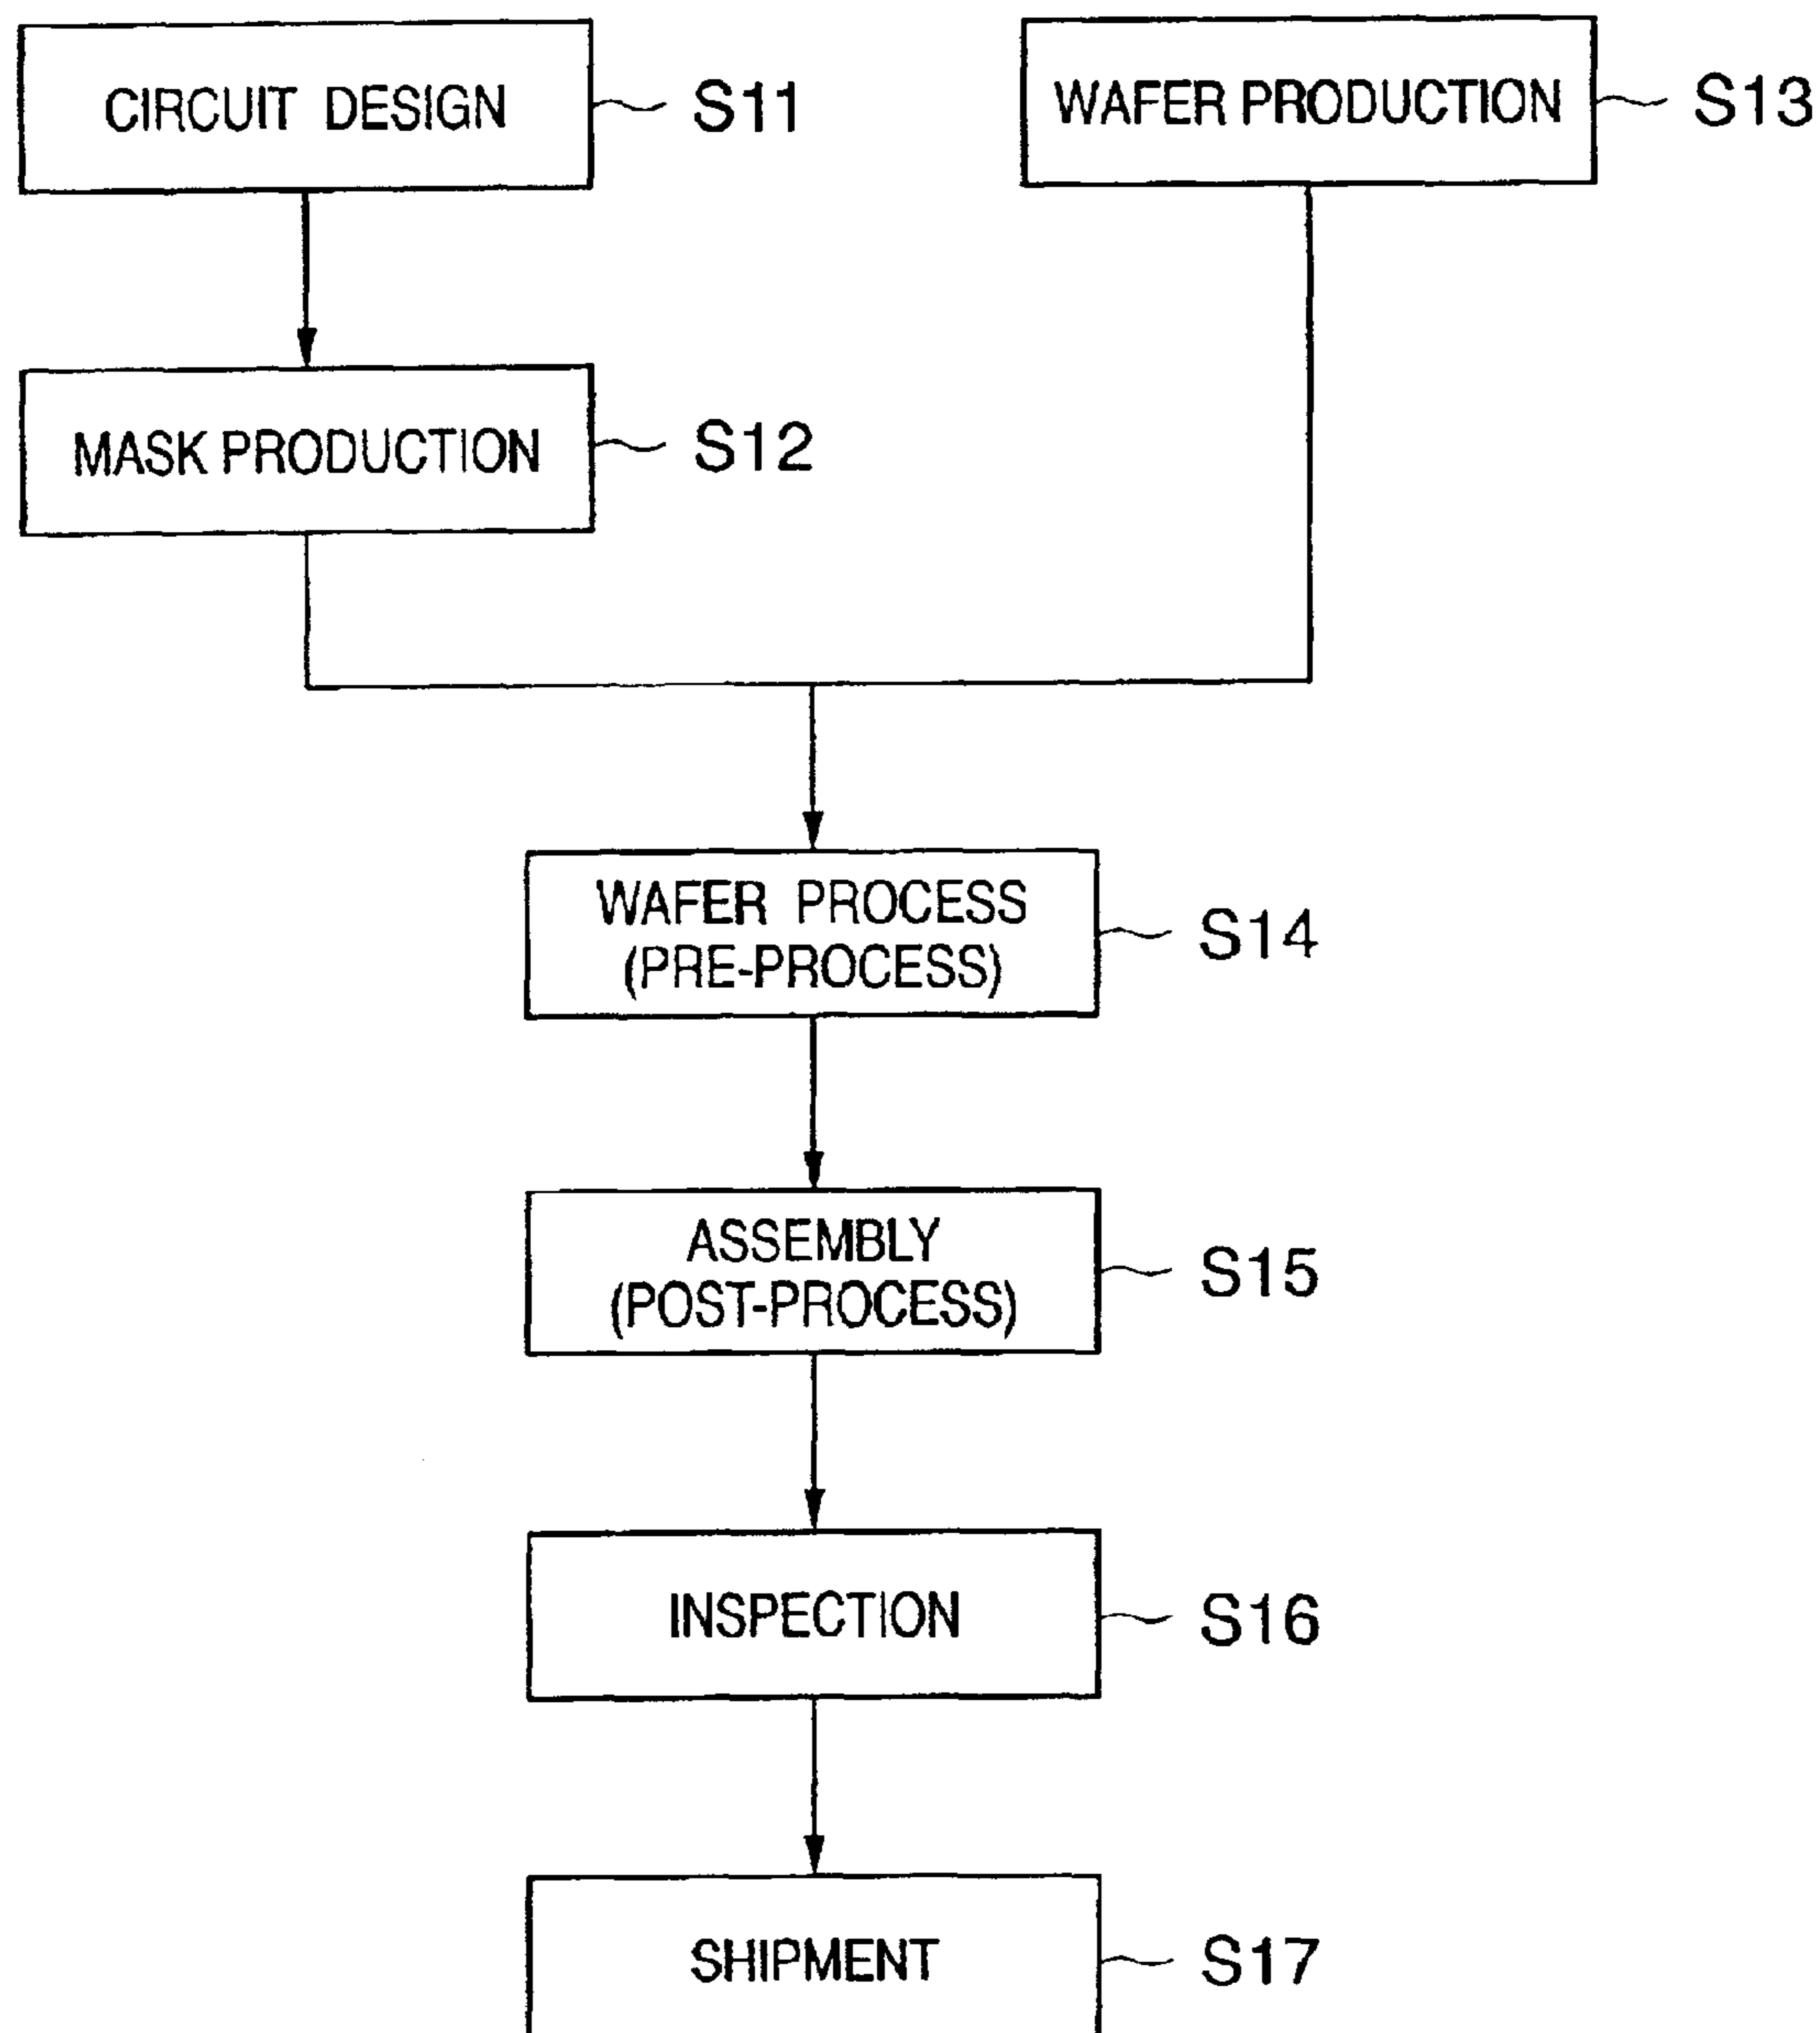 CIRCUIT DESIGN
S11
WAFER PRODUCTION
S13
MASK PRODUCTION
S12
WAFER PROCESS
(PRE-PROCESS)
S14
ASSEMBLY
(POST-PROCESS)
S15
INSPECTION
S16
SHIPMENT
S17